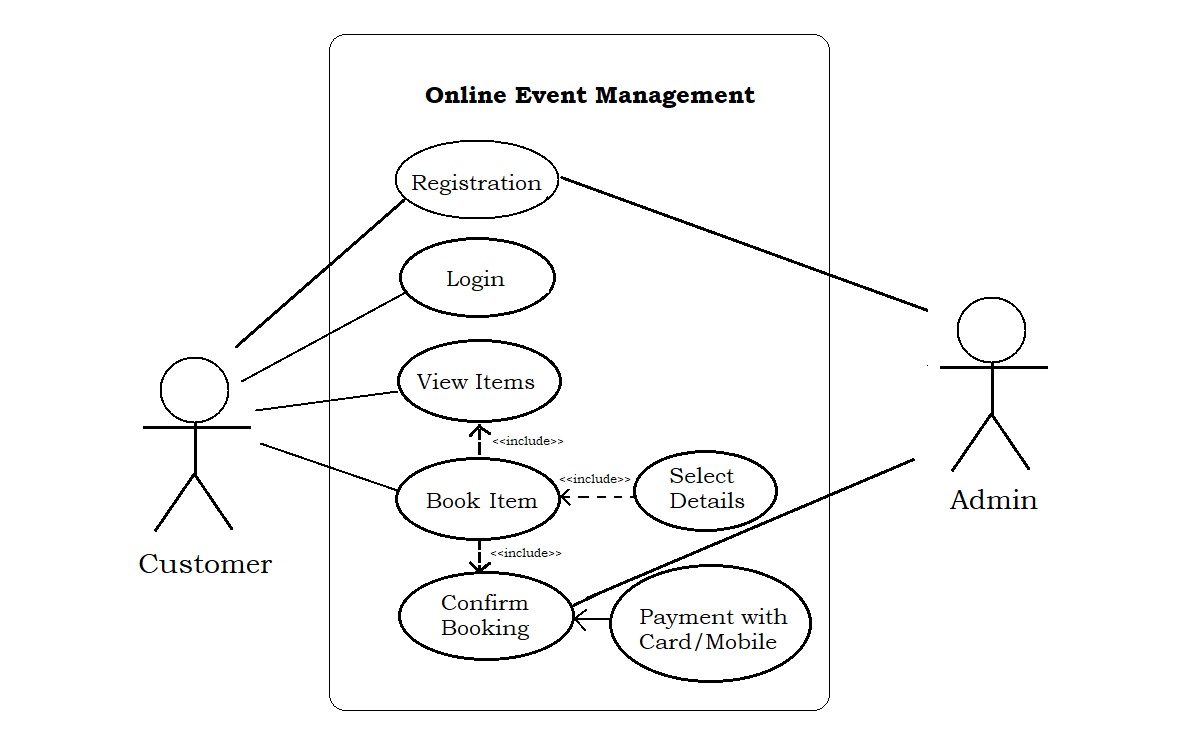 Online Event Management
Registration
Login
View Items
<<include>>
Book Item
<<include>>
Select
Details
<<include>>
Confirm
Booking
Payment with
Card/Mobile
Customer
Admin